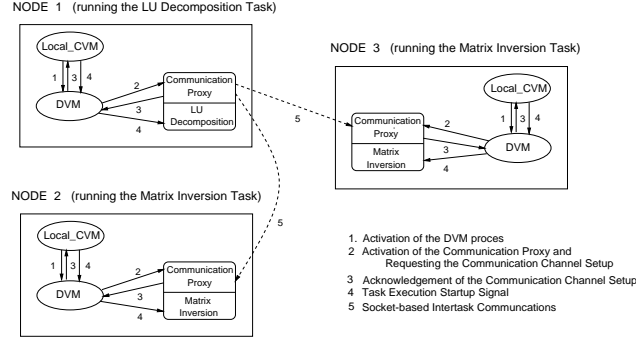 NODE 1 (running the LU Decomposition Task)
Local_CVM
1 3 4
DVM
2
3
4
Communication
Proxy
LU
Decomposition
5
NODE 3 (running the Matrix Inversion Task)
Local_CVM
1 3 4
DVM
2
3
4
Communication
Proxy
Matrix
Inversion
NODE 2 (running the Matrix Inversion Task)
Local_CVM
1 3 4
DVM
2
3
4
Communication
Proxy
Matrix
Inversion
5
1. Activation of the DVM proces
2 Activation of the Communication Proxy and
Requesting the Communication Channel Setup
3 Acknowledgement of the Communication Channel Setup
4 Task Execution Startup Signal
5 Socket-based Intertask Communcations